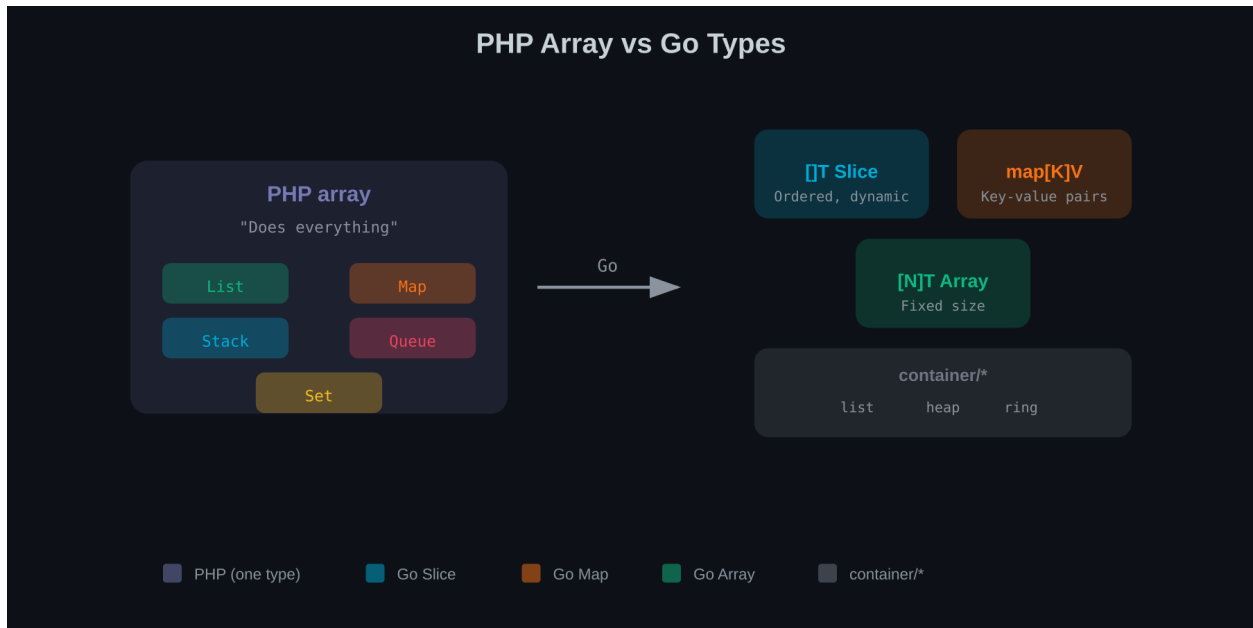 PHP Array vs Go Types
PHP array
"Does everything"
List
Map
Stack
Queue
Set
Go
[]T Slice
Ordered, dynamic
map[K]V
Key-value pairs
[N]T Array
Fixed size
container/*
list heap ring
PHP (one type)
Go Slice
Go Map
Go Array
container/*